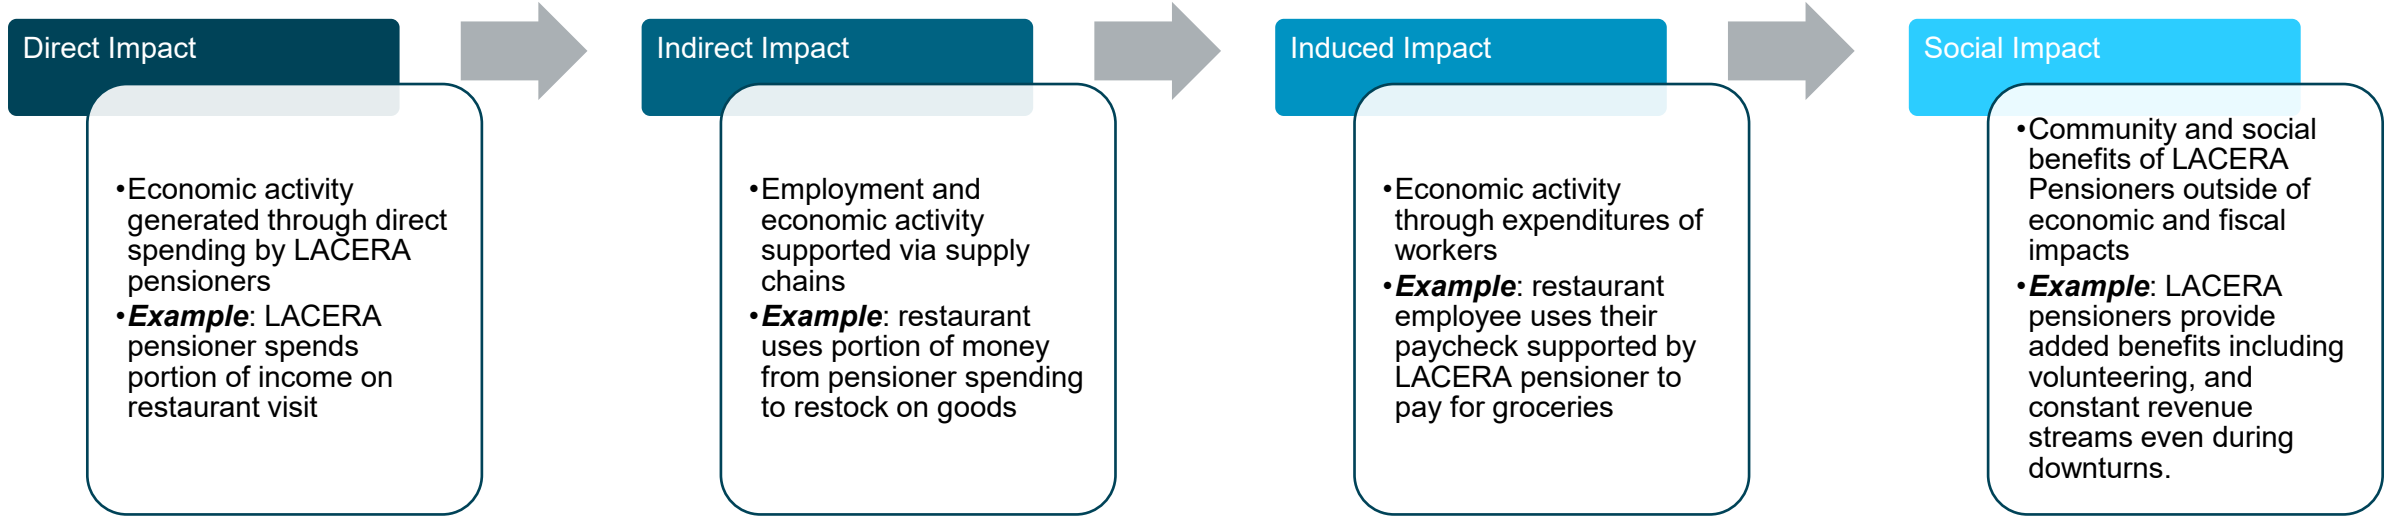 Direct Impact
•Economic activity
generated through direct
spending by LACERA
pensioners
•Example: LACERA
pensioner spends
portion of income on
restaurant visit
Indirect Impact
•Employment and
economic activity
supported via supply
chains
•Example: restaurant
uses portion of money
from pensioner spending
to restock on goods
Induced Impact
•Economic activity
through expenditures of
workers
•Example: restaurant
employee uses their
paycheck supported by
LACERA pensioner to
pay for groceries
Social Impact
•Community and social
benefits of LACERA
Pensioners outside of
economic and fiscal
impacts
•Example: LACERA
pensioners provide
added benefits including
volunteering, and
constant revenue
streams even during
downturns.